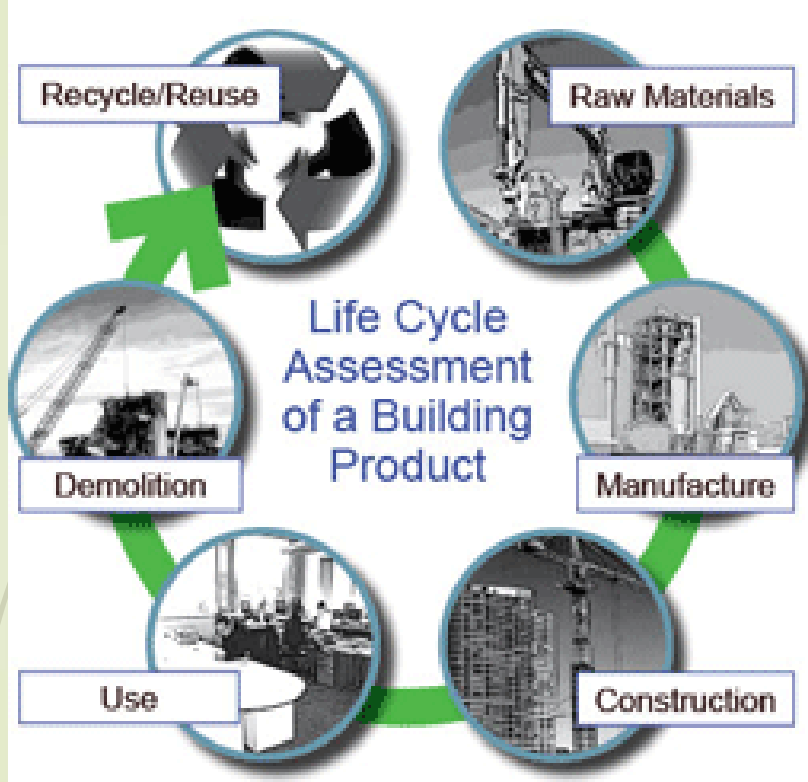 Recycle/Reuse
Raw Materials
Life Cycle
Assessment
of a Building
Product
Demolition
Manufacture
Use
Construction